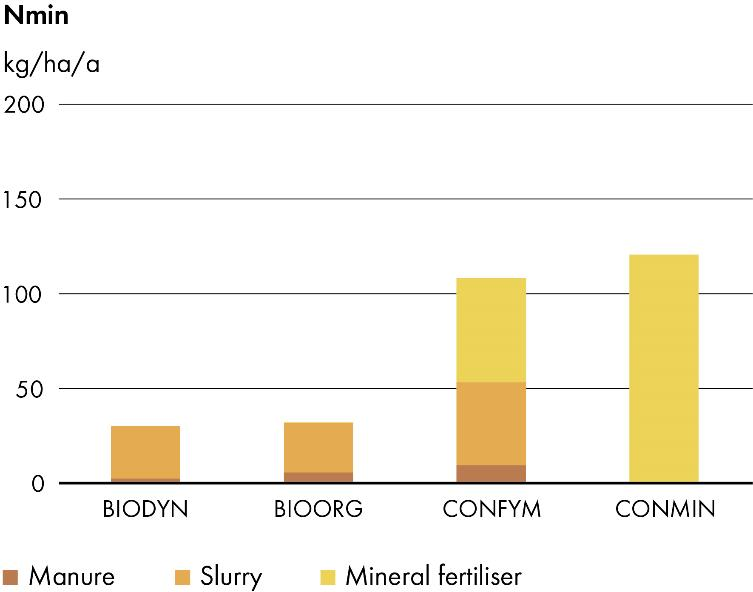 Nmin
kg/ha/a
200
150
100
50
0
BIODYN BIOORG CONFYM CONMIN
Manure Slurry Mineral fertiliser